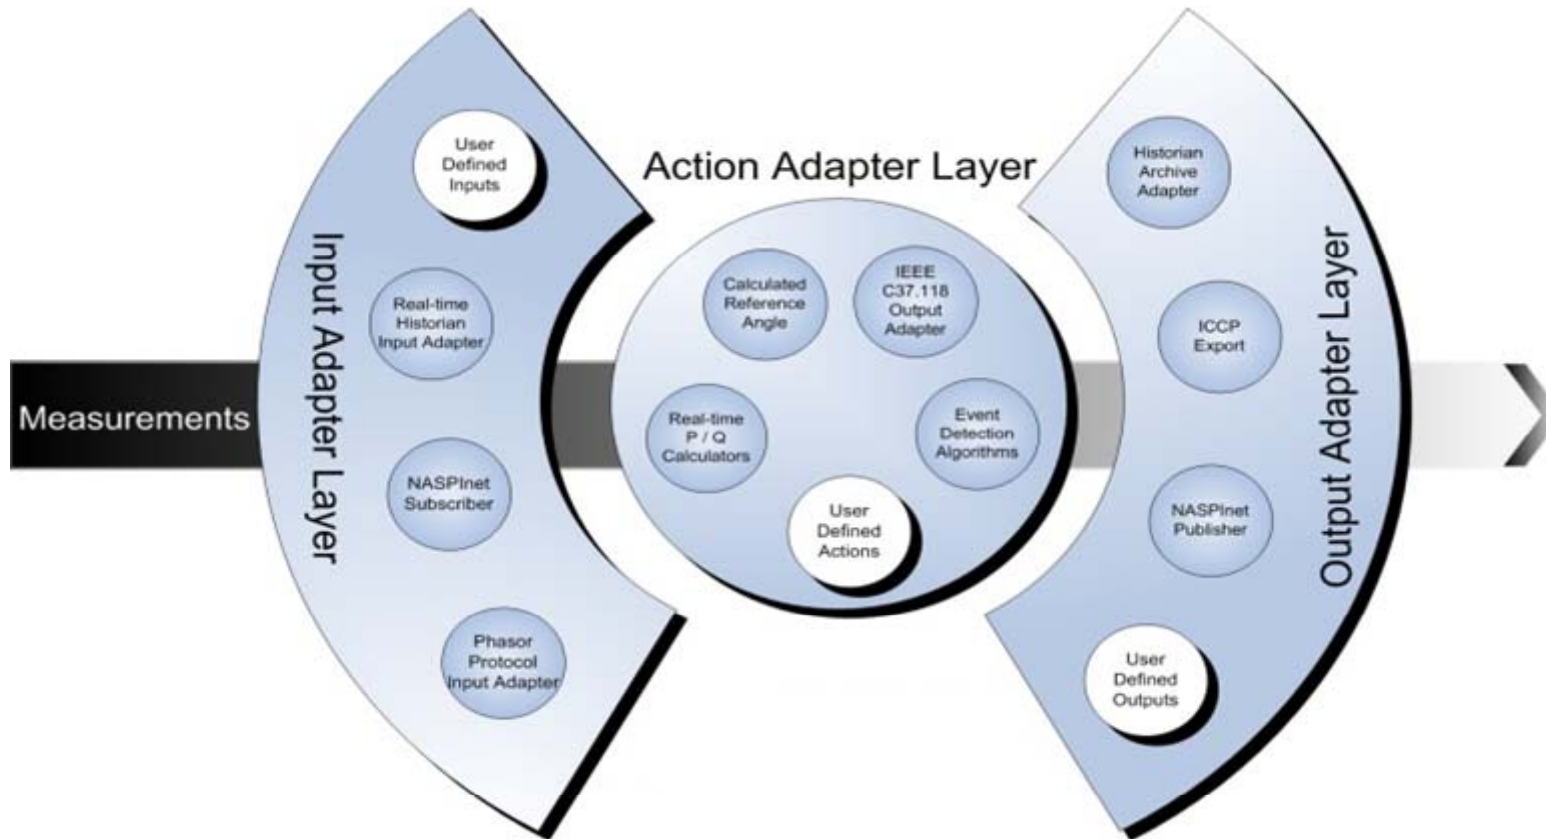 Measurements
Input Adapter Layer
User
Defined
Inputs
Real-time
Historian
Input Adapter
NASPInet
Subscriber
Phasor
Protocol
Input Adapter
Action Adapter Layer
Calculated
Reference
Angle
IEEE
C37.118
Output
Adapter
Real-time
P / Q
Calculators
Event
Detection
Algorithms
User
Defined
Actions
Output Adapter Layer
Historian
Archive
Adapter
ICCP
Export
NASPInet
Publisher
User
Defined
Outputs